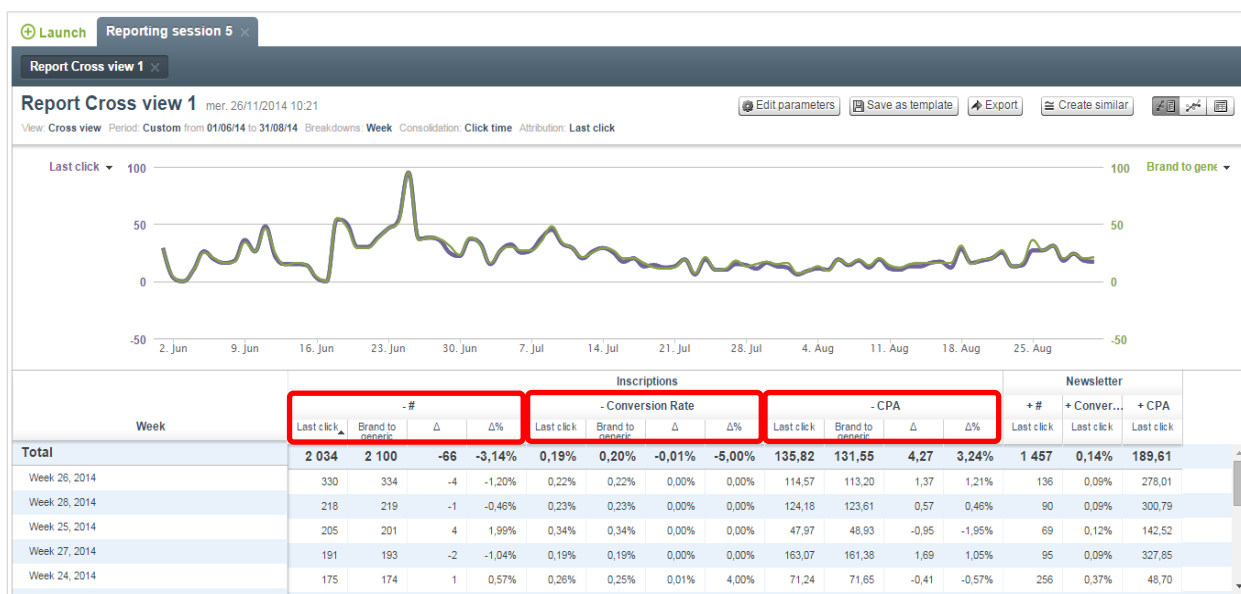 Launch Reporting session 5
Report Cross view 1
Report Cross view 1 mer. 26/11/2014 10:21
Edit parameters Save as template Export Create similar
View: Cross view Period: Custom from 01/06/14 to 31/08/14 Breakdowns: Week Consolidation: Click time Attribution: Last click
Last click 100 100 Brand to gene
50 50
0 0
-50 -50
2. Jun 9. Jun 16. Jun 23. Jun 30. Jun 7. Jul 14. Jul 21. Jul 28. Jul 4. Aug 11. Aug 18. Aug 25. Aug
Inscriptions Newsletter
- # - Conversion Rate - CPA + # + Conver... + CPA
Week Last click Brand to generic Δ Δ% Last click Brand to generic Δ Δ% Last click Brand to generic Δ Δ% Last click Last click Last click
Total 2 034 2 100 -66 -3,14% 0,19% 0,20% -0,01% -5,00% 135,82 131,55 4,27 3,24% 1 457 0,14% 189,61
Week 26, 2014 330 334 -4 -1,20% 0,22% 0,22% 0,00% 0,00% 114,57 113,20 1,37 1,21% 136 0,09% 278,01
Week 28, 2014 218 219 -1 -0,46% 0,23% 0,23% 0,00% 0,00% 124,18 123,61 0,57 0,46% 90 0,09% 300,79
Week 25, 2014 205 201 4 1,99% 0,34% 0,34% 0,00% 0,00% 47,97 48,93 -0,95 -1,95% 69 0,12% 142,52
Week 27, 2014 191 193 -2 -1,04% 0,19% 0,19% 0,00% 0,00% 163,07 161,38 1,69 1,05% 95 0,09% 327,85
Week 24, 2014 175 174 1 0,57% 0,26% 0,25% 0,01% 4,00% 71,24 71,65 -0,41 -0,57% 256 0,37% 48,70